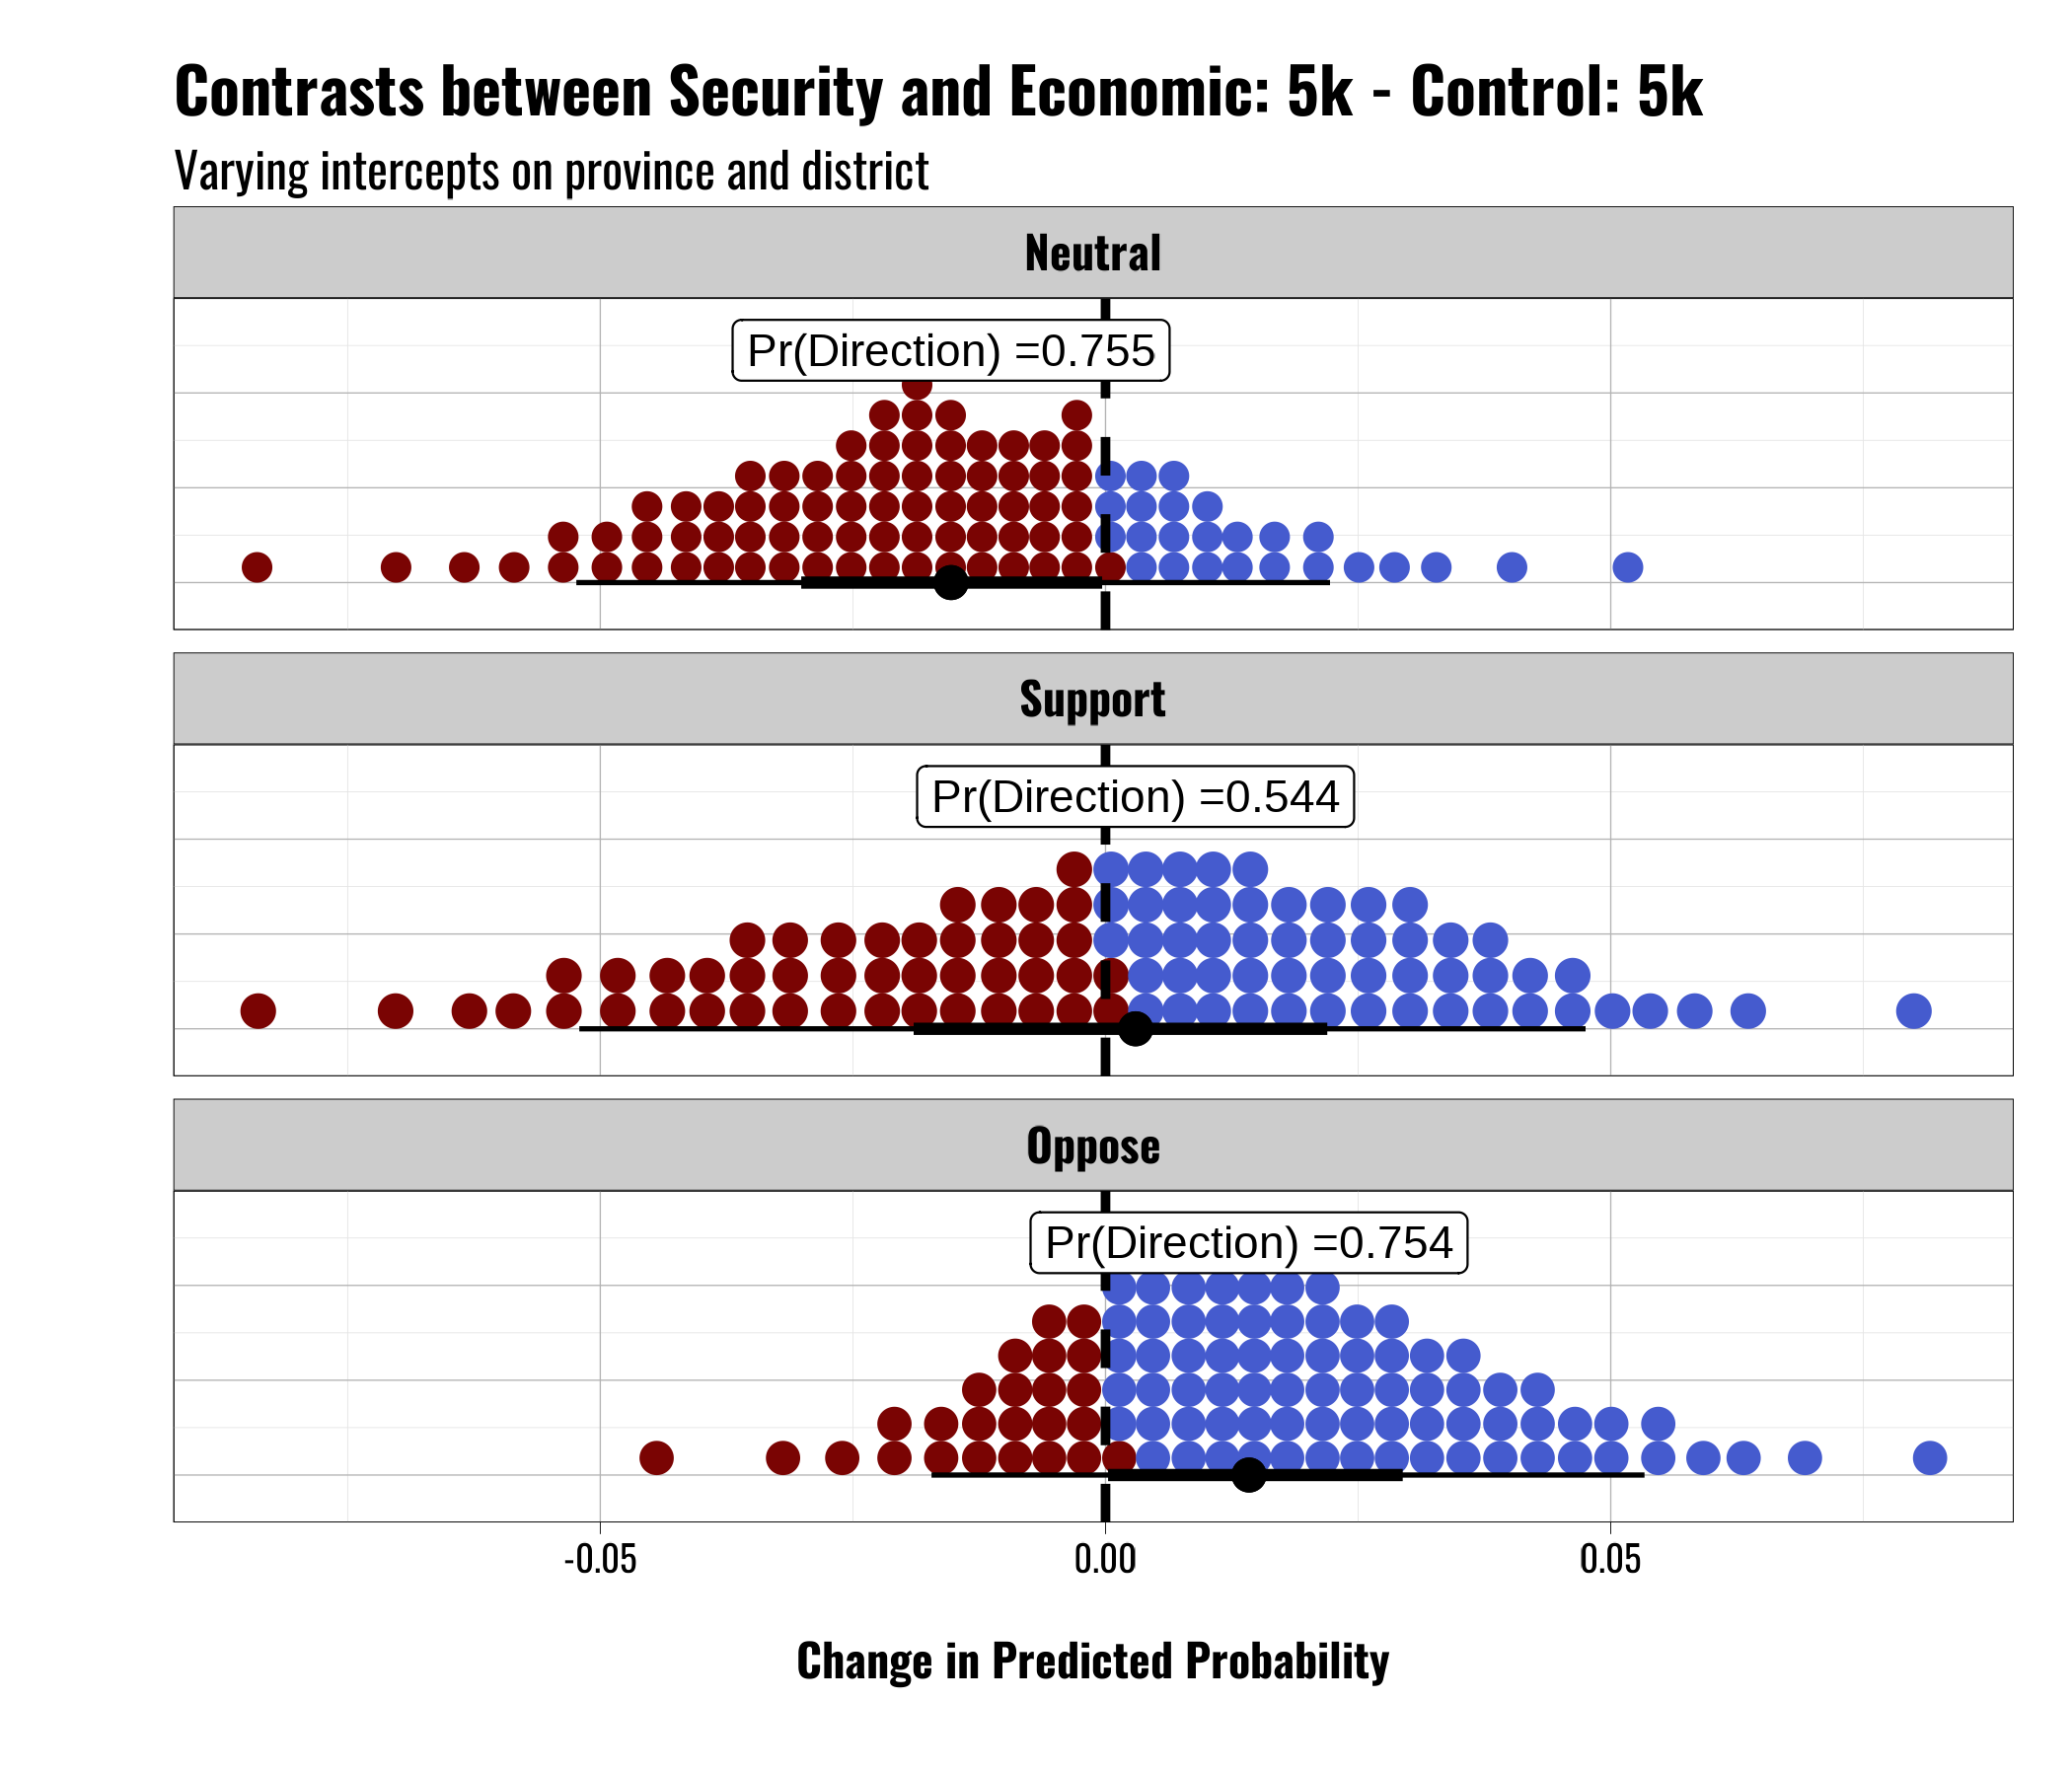 Contrasts between Security and Economic: 5k - Control: 5k
Varying intercepts on province and district
Neutral
Pr(Direction) =0.755
Support
Pr(Direction) =0.544
Oppose
Pr(Direction) =0.754
-0.05 0.00 0.05
Change in Predicted Probability